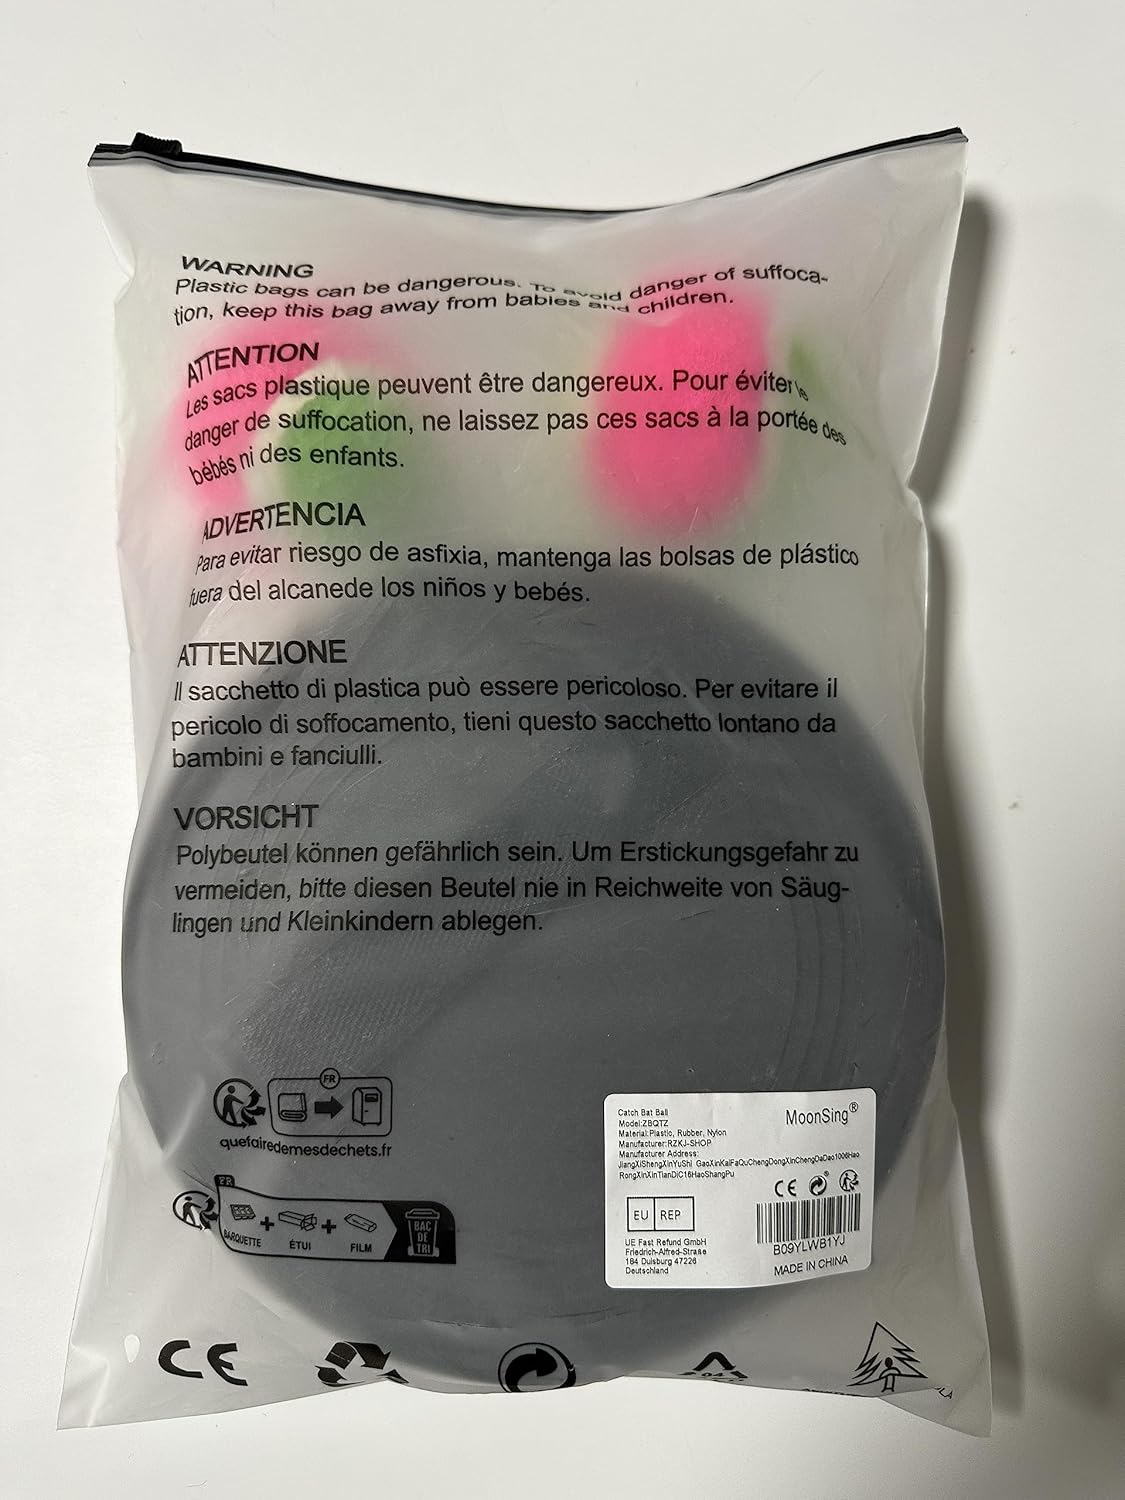 WARNING
Plastic bags can be dangerous. To avoid danger of suffoca-
tion, keep this bag away from babies and children.
ATTENTION
Les sacs plastique peuvent être dangereux. Pour éviter le
danger de suffocation, ne laissez pas ces sacs à la portée des
bébés ni des enfants.
ADVERTENCIA
Para evitar riesgo de asfixia, mantenga las bolsas de plástico
fuera del alcanede los niños y bebés.
ATTENZIONE
Il sacchetto di plastica può essere pericoloso. Per evitare il
pericolo di soffocamento, tieni questo sacchetto lontano da
bambini e fanciulli.
VORSICHT
Polybeutel können gefährlich sein. Um Erstickungsgefahr zu
vermeiden, bitte diesen Beutel nie in Reichweite von Säug-
lingen und Kleinkindern ablegen.
FR
quefairedemesdechets.fr
FR
BARQUETTE + ÉTUI + FILM
BAC
DE
TRI
Catch Bat Ball
Model:ZBQTZ
Material:Plastic, Rubber, Nylon
Manufacturer:RZKJ-SHOP
Manufacturer Address:
JiangXiShengXinYuShi GaoXinKaiFaQuChengDongXinChengDaDao1006Hao
RongXinXinTianDiC16HaoShangPu
MoonSing®
CE
EU REP
UE Fast Refund GmbH
Friedrich-Alfred-Straße
184 Duisburg 47226
Deutschland
B09YLWB1YJ
MADE IN CHINA
CE
04